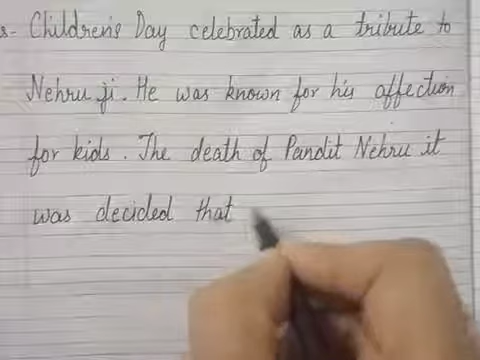 3- Children's Day celebrated as a tribute to
Nehru ji. He was known for his affection
for kids. The death of Pandit Nehru it
was decided that